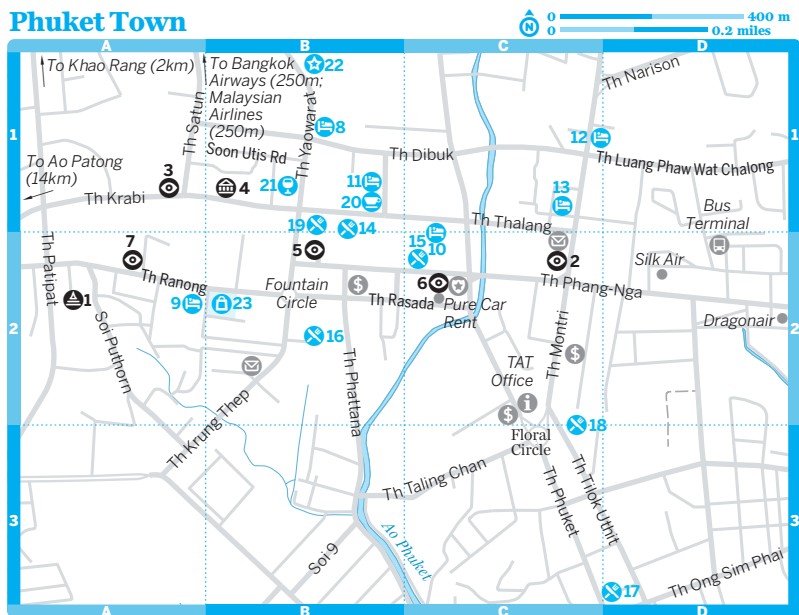 Phuket Town
N
0 400 m
0 0.2 miles
A
B
C
D
To Khao Rang (2km)
To Bangkok
Airways (250m;
Malaysian
Airlines
(250m)
22
Th Narison
Th Satun
Th Yaowarat
8
1
1
12
Soon Utis Rd
Th Dibuk
Th Luang Phaw Wat Chalong
To Ao Patong
(14km)
3
4
21
11
13
20
Th Krabi
Th Thalang
Bus
Terminal
19
14
15
10
7
5
2
Silk Air
Th Patipat
Th Ranong
Fountain
Circle
6
Th Phang-Nga
1
9
23
Th Rasada
Pure Car
Rent
Dragonair
2
2
Soi Puthorn
16
Th Montri
Th Phattana
TAT
Office
Th Krung Thep
18
Floral
Circle
Th Taling Chan
Th Tilok Uthit
Th Phuket
3
3
Soi 9
Ao Phuket
17
Th Ong Sim Phai
A
B
C
D